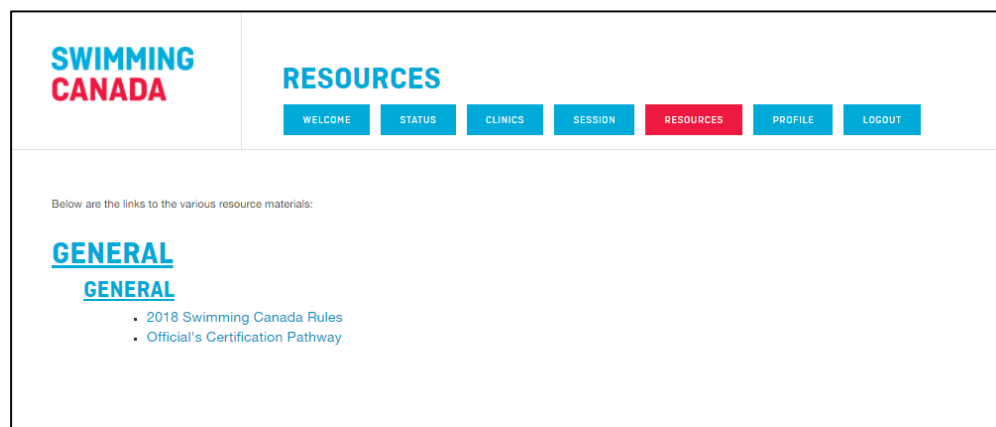 SWIMMING
CANADA
RESOURCES
WELCOME STATUS CLINICS SESSION RESOURCES PROFILE LOGOUT
Below are the links to the various resource materials:
GENERAL
GENERAL
2018 Swimming Canada Rules
Official's Certification Pathway